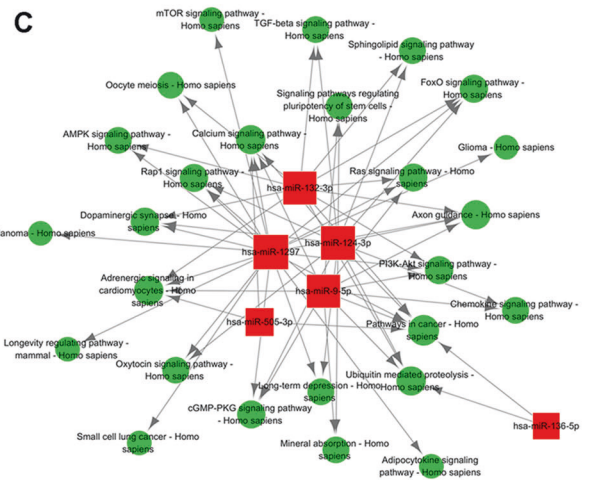 C
mTOR signaling pathway -
Homo sapiens
TGF-beta signaling pathway -
Homo sapiens
Sphingolipid signaling pathway
- Homo sapiens
Oocyte meiosis - Homo sapiens
Signaling pathways regulating
pluripotency of stem cells -
Homo sapiens
FoxO signaling pathway -
Homo sapiens
AMPK signaling pathway -
Homo sapiens
Calcium signaling pathway -
Homo sapiens
Glioma - Homo sapiens
Rap1 signaling pathway -
Homo sapiens
hsa-miR-132-3p
Ras signaling pathway - Homo
sapiens
Dopaminergic synapse - Homo
sapiens
Axon guidance - Homo sapiens
anoma - Homo sapiens
hsa-miR-1297
hsa-miR-124-3p
Adrenergic signaling in
cardiomyocytes - Homo
sapiens
hsa-miR-9-5p
PI3K-Akt signaling pathway -
Homo sapiens
Chemokine signaling pathway -
Homo sapiens
hsa-miR-505-3p
Pathways in cancer - Homo
sapiens
Longevity regulating pathway -
mammal - Homo sapiens
Oxytocin signaling pathway -
Homo sapiens
Long-term depression - Homo
sapiens
Ubiquitin mediated proteolysis -
Homo sapiens
cGMP-PKG signaling pathway
- Homo sapiens
hsa-miR-136-5p
Small cell lung cancer - Homo
sapiens
Mineral absorption - Homo
sapiens
Adipocytokine signaling
pathway - Homo sapiens